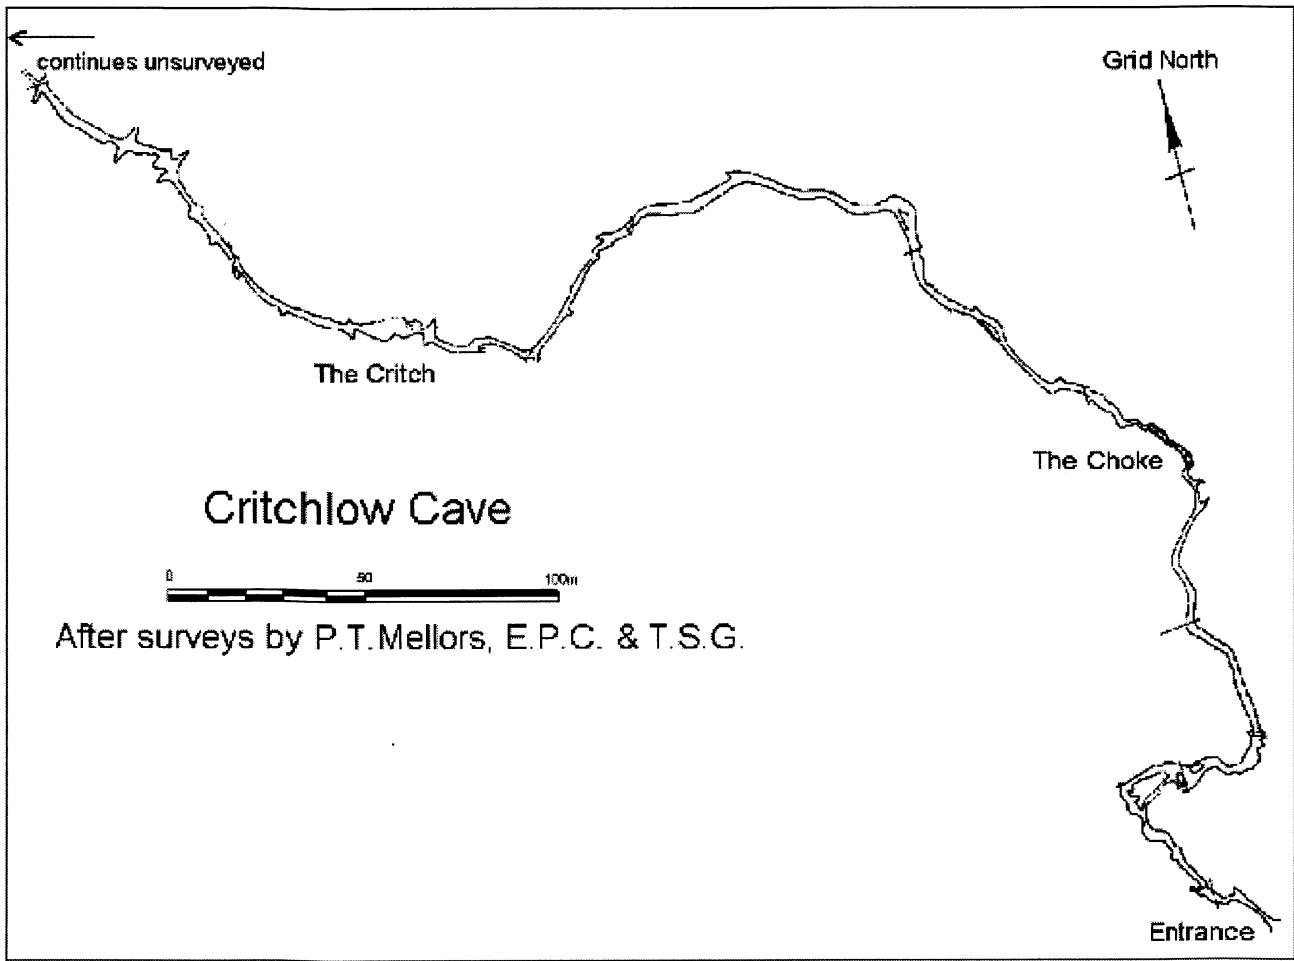 continues unsurveyed
Grid North
The Critch
The Choke
Critchlow Cave
0 50 100m
After surveys by P.T.Mellors, E.P.C. & T.S.G.
Entrance